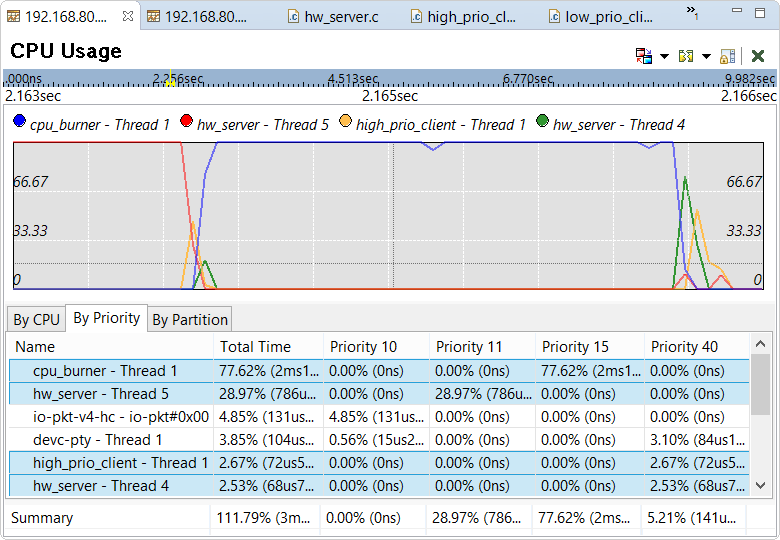 192.168.80.... 192.168.80.... hw_server.c high_prio_cl... low_prio_cli... »1
CPU Usage
.000ns 2.256sec 4.513sec 6.770sec 9.982sec
2.163sec 2.165sec 2.166sec
cpu_burner - Thread 1 hw_server - Thread 5 high_prio_client - Thread 1 hw_server - Thread 4
66.67 66.67
33.33 33.33
0 0
By CPU By Priority By Partition
Name Total Time Priority 10 Priority 11 Priority 15 Priority 40
cpu_burner - Thread 1 77.62% (2ms1... 0.00% (0ns) 0.00% (0ns) 77.62% (2ms1... 0.00% (0ns)
hw_server - Thread 5 28.97% (786u... 0.00% (0ns) 28.97% (786u... 0.00% (0ns) 0.00% (0ns)
io-pkt-v4-hc - io-pkt#0x00 4.85% (131us... 4.85% (131us... 0.00% (0ns) 0.00% (0ns) 0.00% (0ns)
devc-pty - Thread 1 3.85% (104us... 0.56% (15us2... 0.00% (0ns) 0.00% (0ns) 3.10% (84us1...
high_prio_client - Thread 1 2.67% (72us5... 0.00% (0ns) 0.00% (0ns) 0.00% (0ns) 2.67% (72us5...
hw_server - Thread 4 2.53% (68us7... 0.00% (0ns) 0.00% (0ns) 0.00% (0ns) 2.53% (68us7...
Summary 111.79% (3m... 0.00% (0ns) 28.97% (786... 77.62% (2ms... 5.21% (141u...